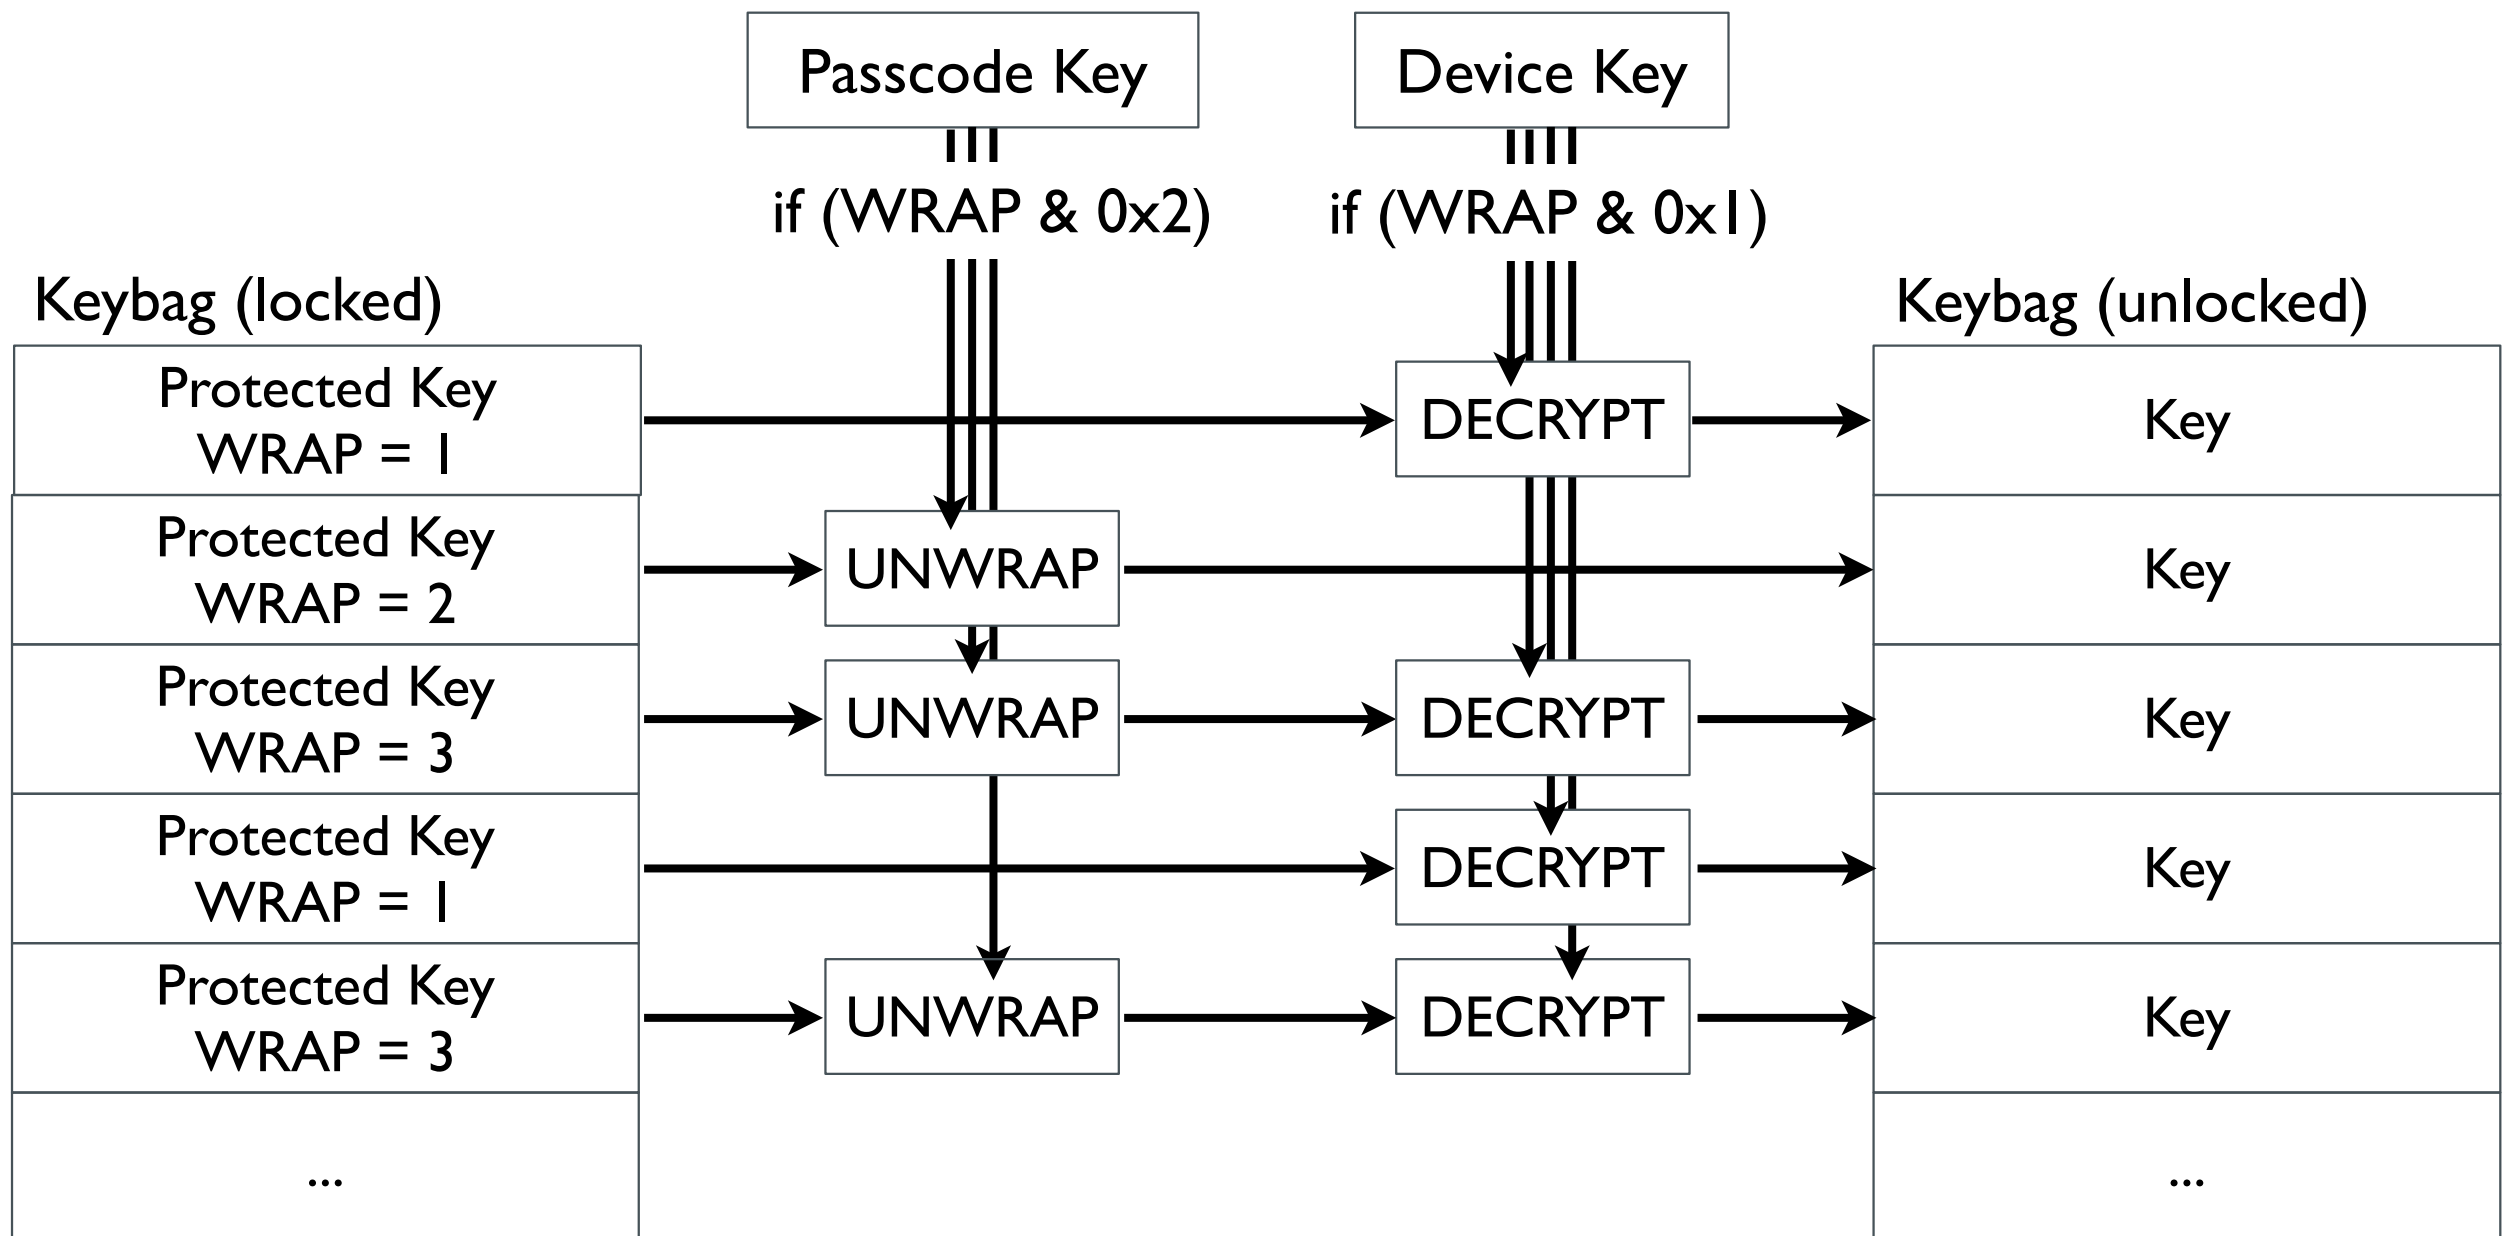 Passcode Key
Device Key
if (WRAP & 0x2)
if (WRAP & 0x1)
Keybag (locked)
Keybag (unlocked)
Protected Key
WRAP = 1
DECRYPT
Key
Protected Key
WRAP = 2
UNWRAP
Key
Protected Key
WRAP = 3
UNWRAP
DECRYPT
Key
Protected Key
WRAP = 1
DECRYPT
Key
Protected Key
WRAP = 3
UNWRAP
DECRYPT
Key
...
...